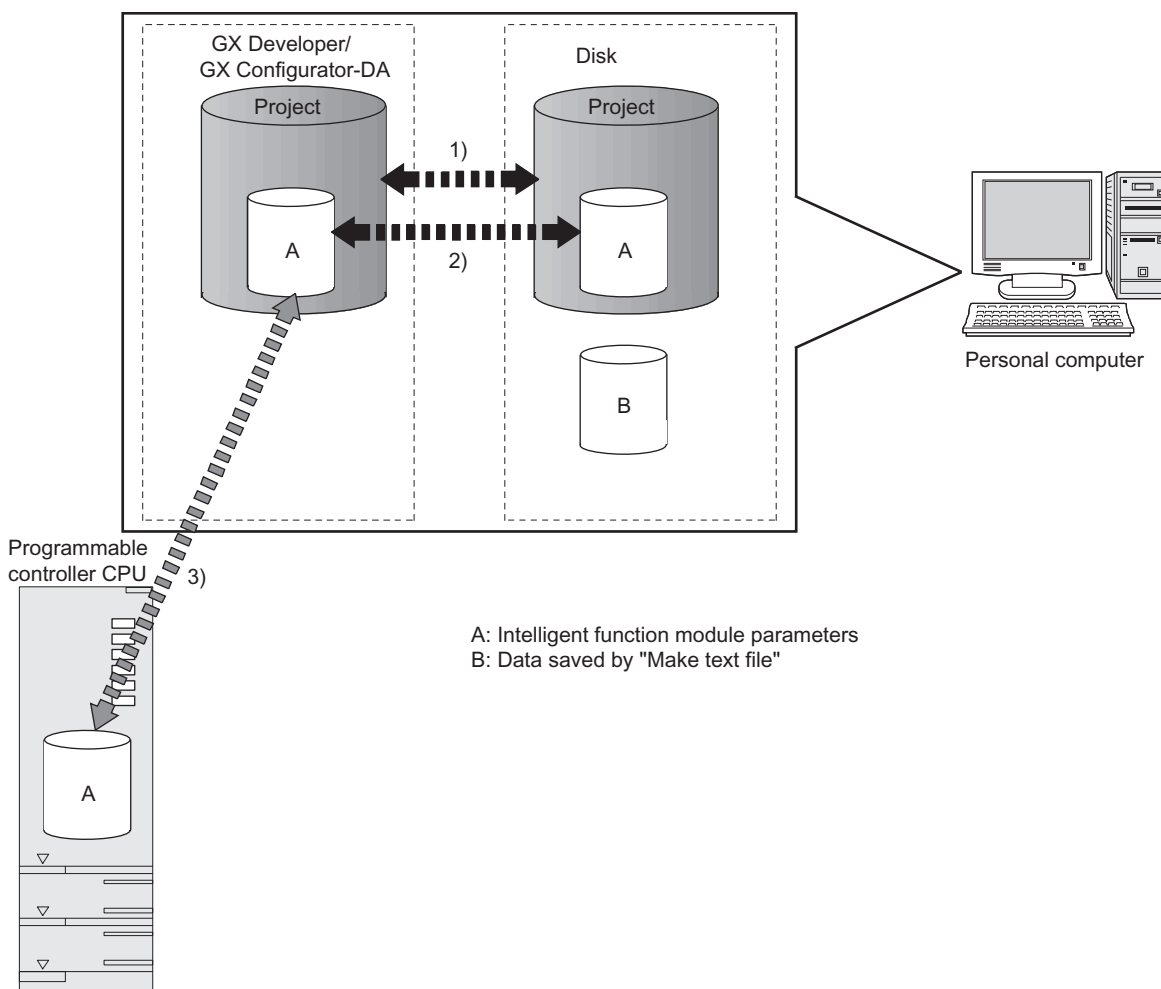 GX Developer/
GX Configurator-DA
Disk
Project
Project
1)
A
2)
A
B
Personal computer
Programmable
controller CPU
3)
A: Intelligent function module parameters
B: Data saved by "Make text file"
A